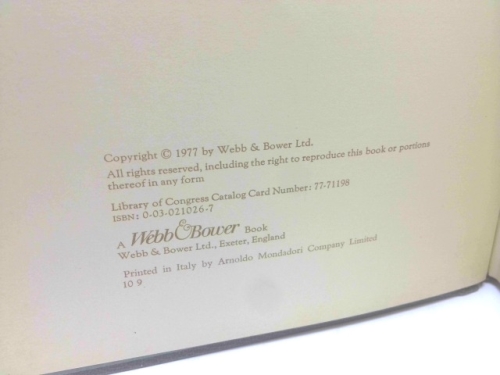 Copyright © 1977 by Webb & Bower Ltd.
All rights reserved, including the right to reproduce this book or portions
thereof in any form
Library of Congress Catalog Card Number: 77-71198
ISBN: 0-03-021026-7
A Webb & Bower Book
Webb & Bower Ltd., Exeter, England
Printed in Italy by Arnoldo Mondadori Company Limited
10 9